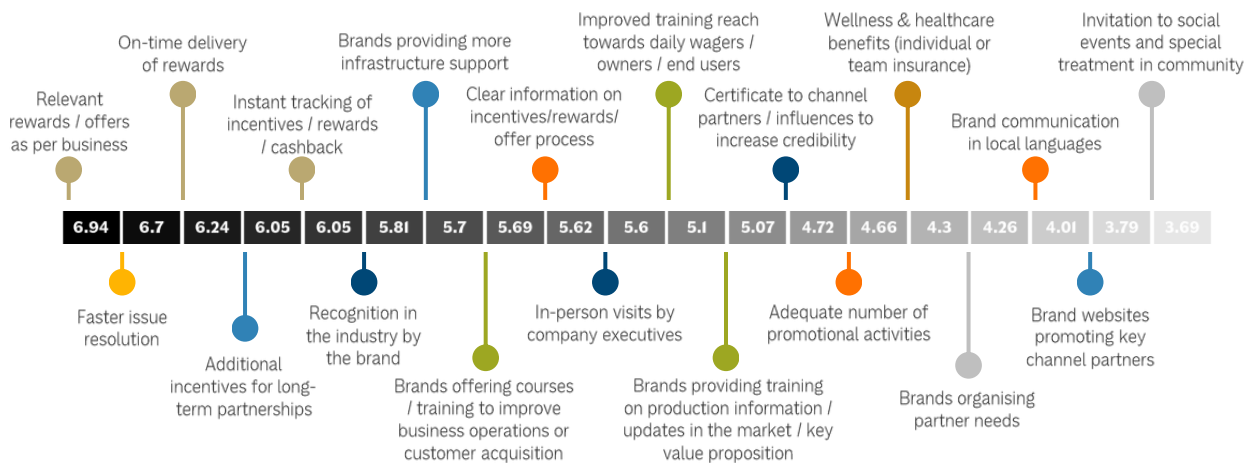 Relevant
rewards / offers
as per business
On-time delivery
of rewards
Instant tracking of
incentives / rewards
/ cashback
Brands providing more
infrastructure support
Clear information on
incentives/rewards/
offer process
Improved training reach
towards daily wagers /
owners / end users
Certificate to channel
partners / influences to
increase credibility
Wellness & healthcare
benefits (individual or
team insurance)
Brand communication
in local languages
Invitation to social
events and special
treatment in community
6.94 6.7 6.24 6.05 6.05 5.81 5.7 5.69 5.62 5.6 5.1 5.07 4.72 4.66 4.3 4.26 4.01 3.79 3.69
Faster issue
resolution
Additional
incentives for long-
term partnerships
Recognition in
the industry by
the brand
Brands offering courses
/ training to improve
business operations or
customer acquisition
In-person visits by
company executives
Brands providing training
on production information /
updates in the market / key
value proposition
Adequate number of
promotional activities
Brands organising
partner needs
Brand websites
promoting key
channel partners